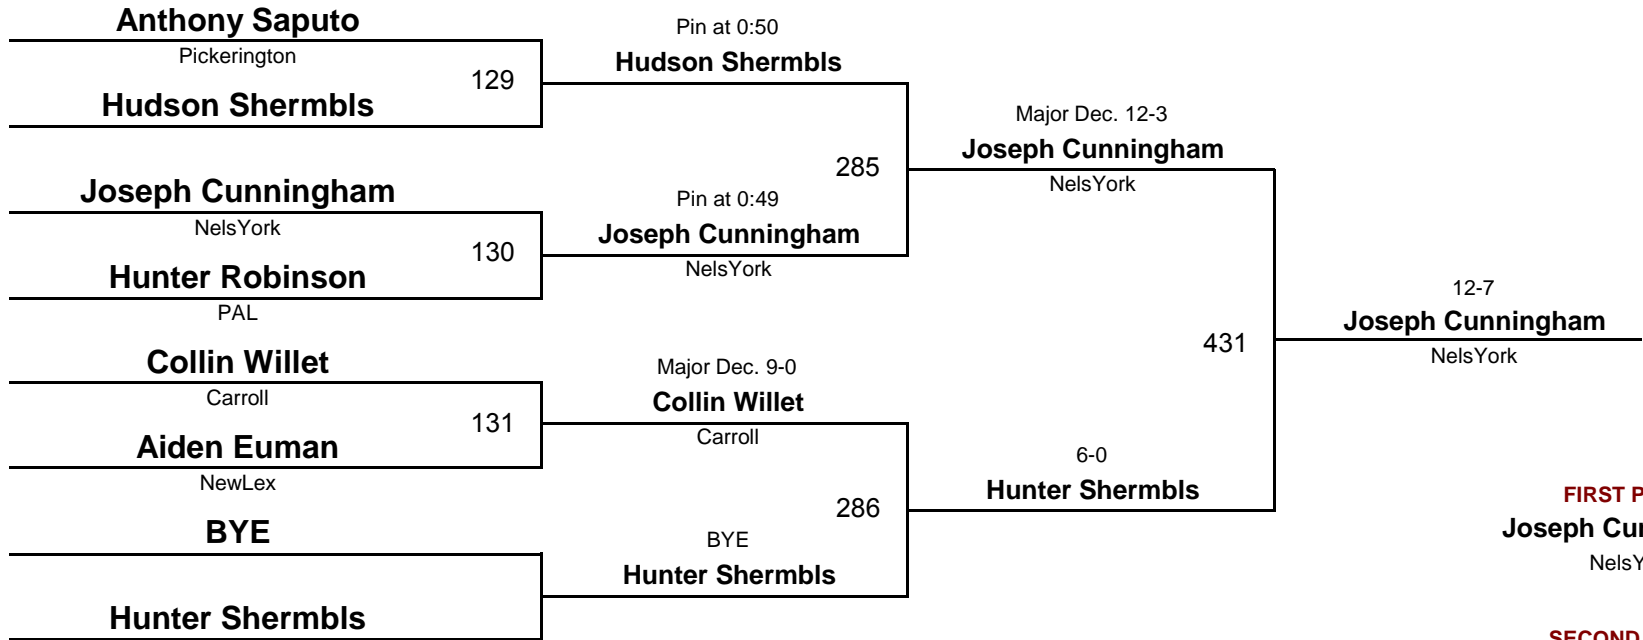 Anthony Saputo
Pickerington
129
Hudson Shermbls
Joseph Cunningham
NelsYork
130
Hunter Robinson
PAL
Collin Willet
Carroll
131
Aiden Euman
NewLex
BYE
Hunter Shermbls
Pin at 0:50
Hudson Shermbls
285
Pin at 0:49
Joseph Cunningham
NelsYork
Major Dec. 9-0
Collin Willet
Carroll
286
BYE
Hunter Shermbls
Major Dec. 12-3
Joseph Cunningham
NelsYork
431
6-0
Hunter Shermbls
12-7
Joseph Cunningham
NelsYork
FIRST
Joseph
SECOND